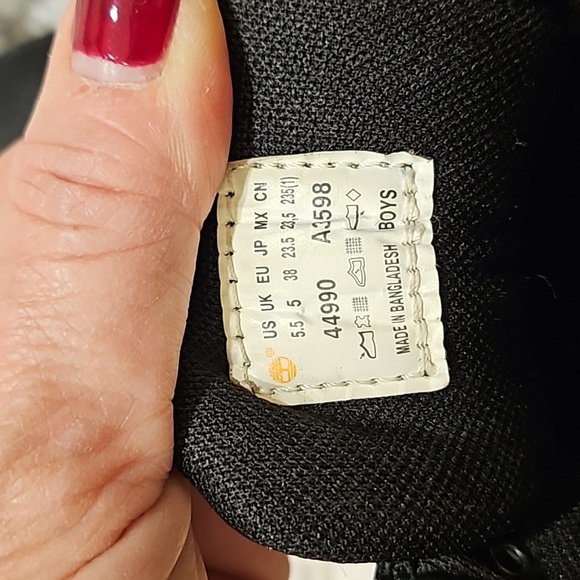 US UK EU JP MX CN
5.5 5 38 23.5 23,5 235(1)
44990 A3598
MADE IN BANGLADESH BOYS